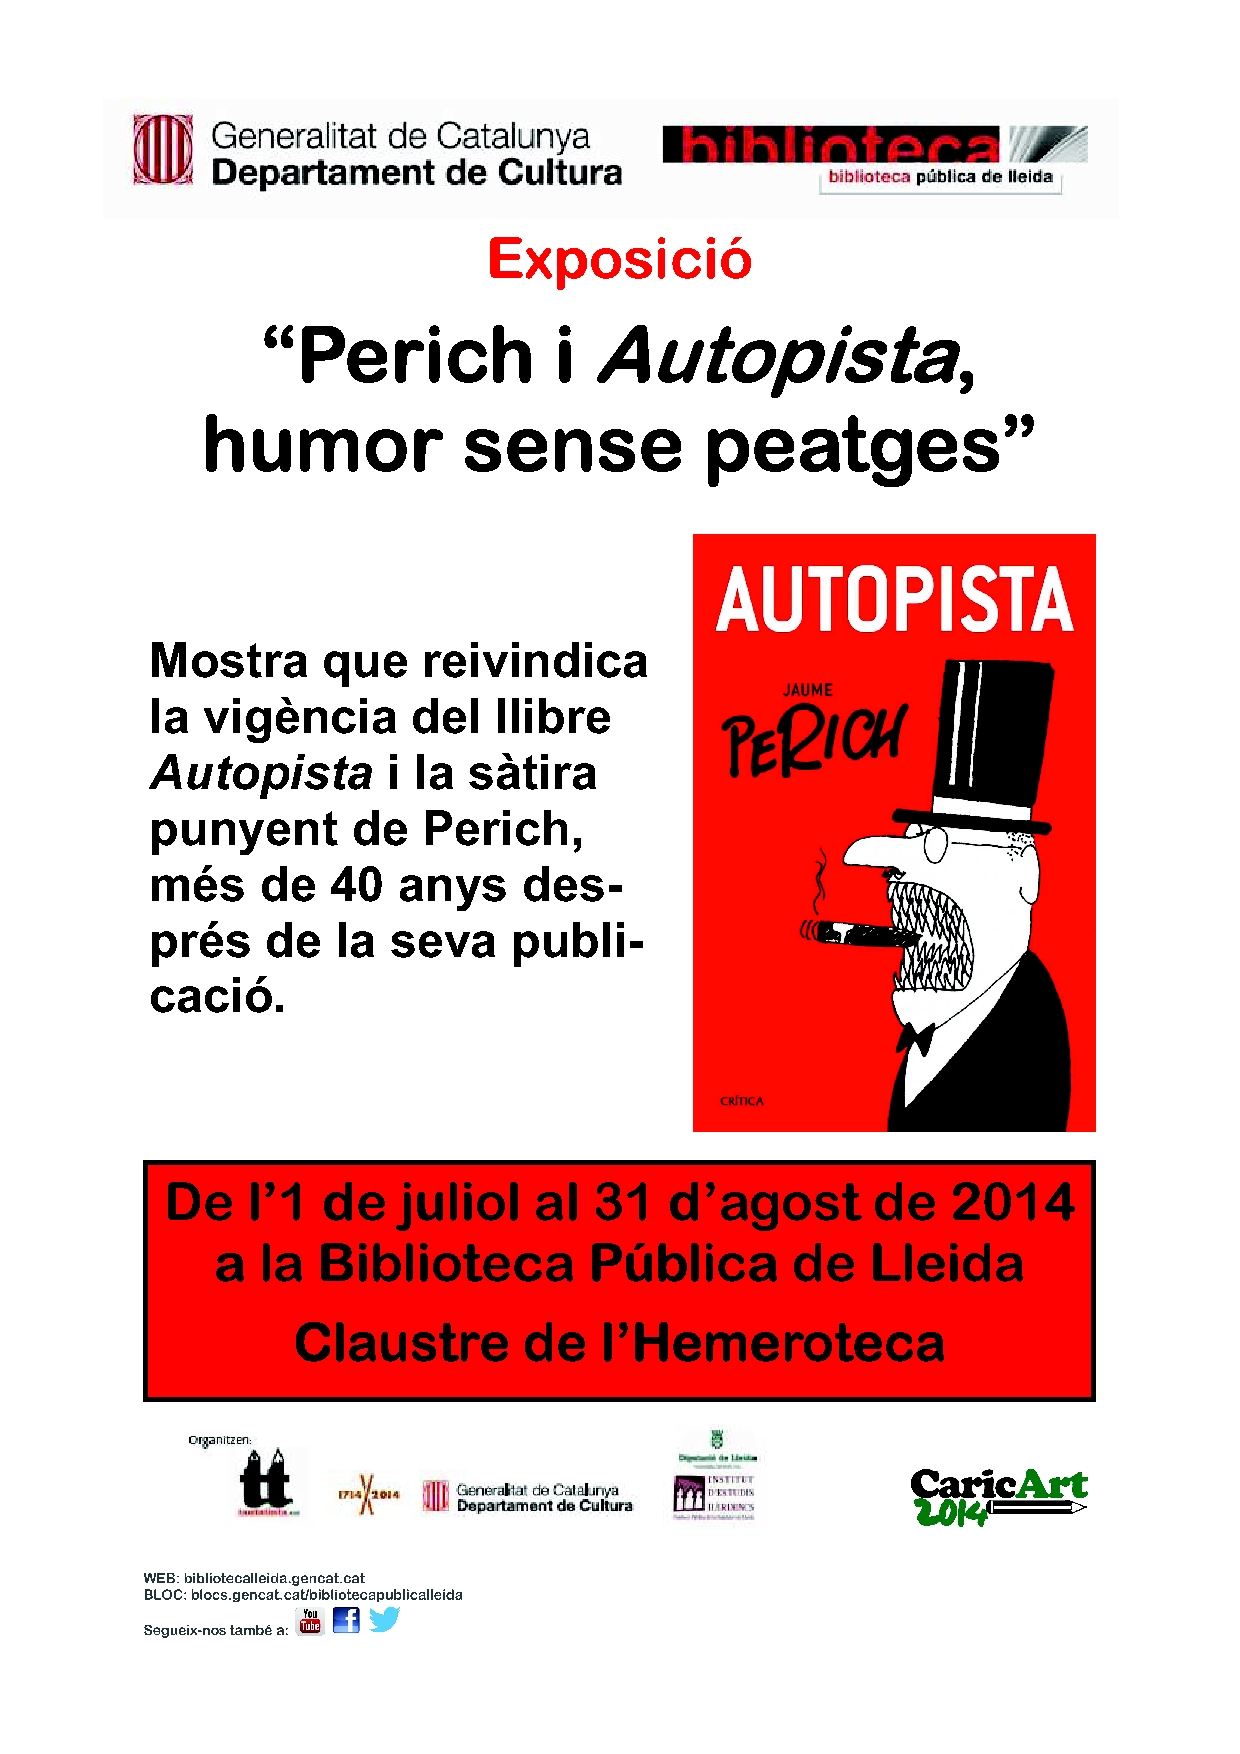 Generalitat de Catalunya
Departament de Cultura
biblioteca
biblioteca pública de lleida
Exposició
“Perich i Autopista,
humor sense peatges”
Mostra que reivindica
la vigència del llibre
Autopista i la sàtira
punyent de Perich,
més de 40 anys des-
prés de la seva publi-
cació.
AUTOPISTA
JAUME
PERICH
CRÍTICA
De l’1 de juliol al 31 d’agost de 2014
a la Biblioteca Pública de Lleida
Claustre de l’Hemeroteca
Organitzen:
tt
1714 2014
Generalitat de Catalunya
Departament de Cultura
Diputació de Lleida
INSTITUT
D'ESTUDIS
ILERDENCS
CaricArt
2014
WEB: bibliotecalleida.gencat.cat
BLOC: blocs.gencat.cat/bibliotecapublicalleida
Segueix-nos també a:
You
Tube
f